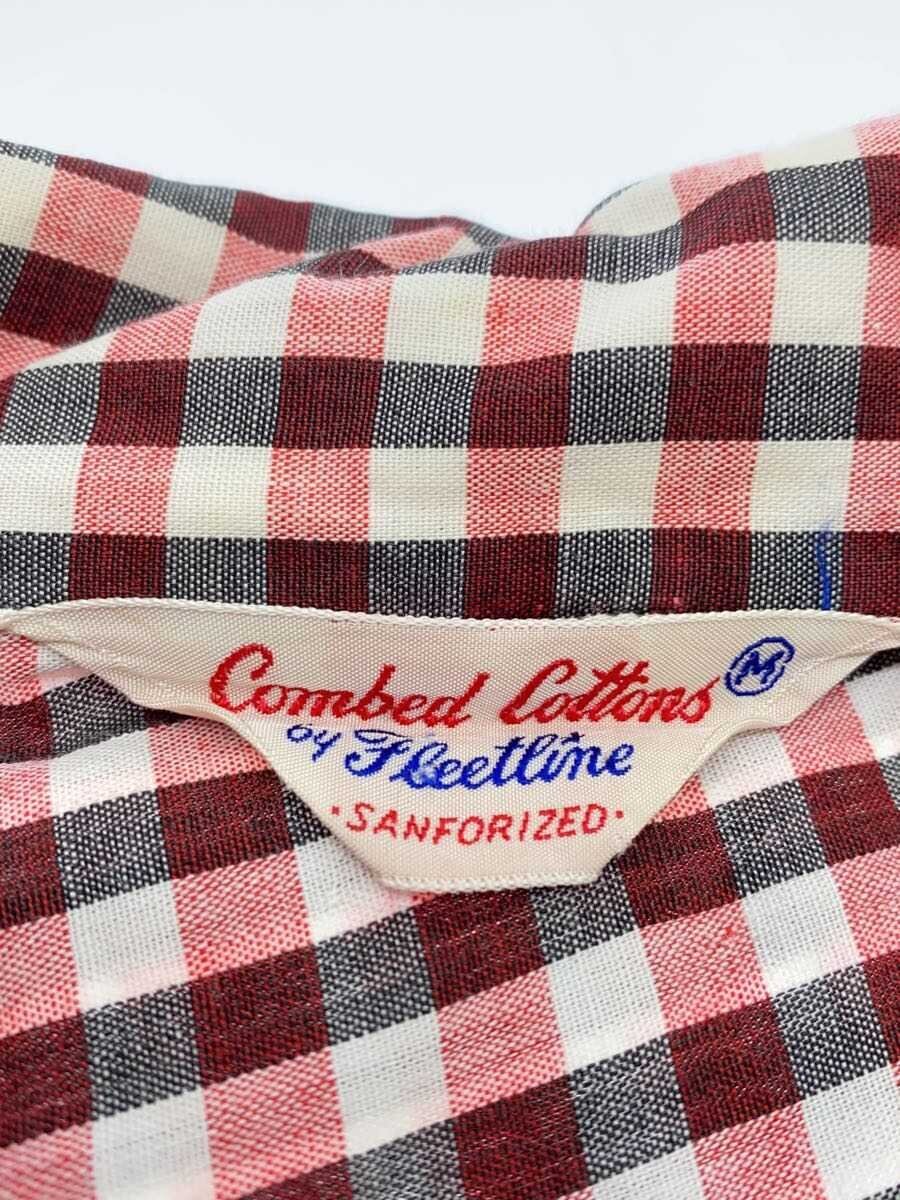 Combed Cottons M
by Fleetline
·SANFORIZED·